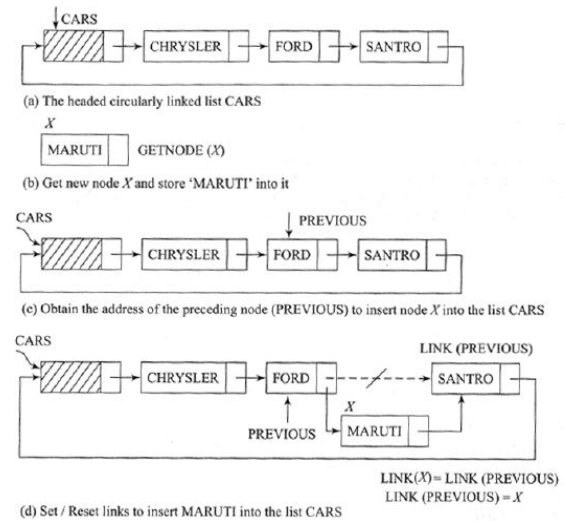 CARS
CHRYSLER FORD SANTRO
(a) The headed circularly linked list CARS
X
MARUTI GETNODE (X)
(b) Get new node X and store ‘MARUTI’ into it
CARS
PREVIOUS
CHRYSLER FORD SANTRO
(c) Obtain the address of the preceding node (PREVIOUS) to insert node X into the list CARS
CARS
LINK (PREVIOUS)
CHRYSLER FORD SANTRO
X
PREVIOUS MARUTI
LINK(X)= LINK (PREVIOUS)
LINK (PREVIOUS) = X
(d) Set / Reset links to insert MARUTI into the list CARS